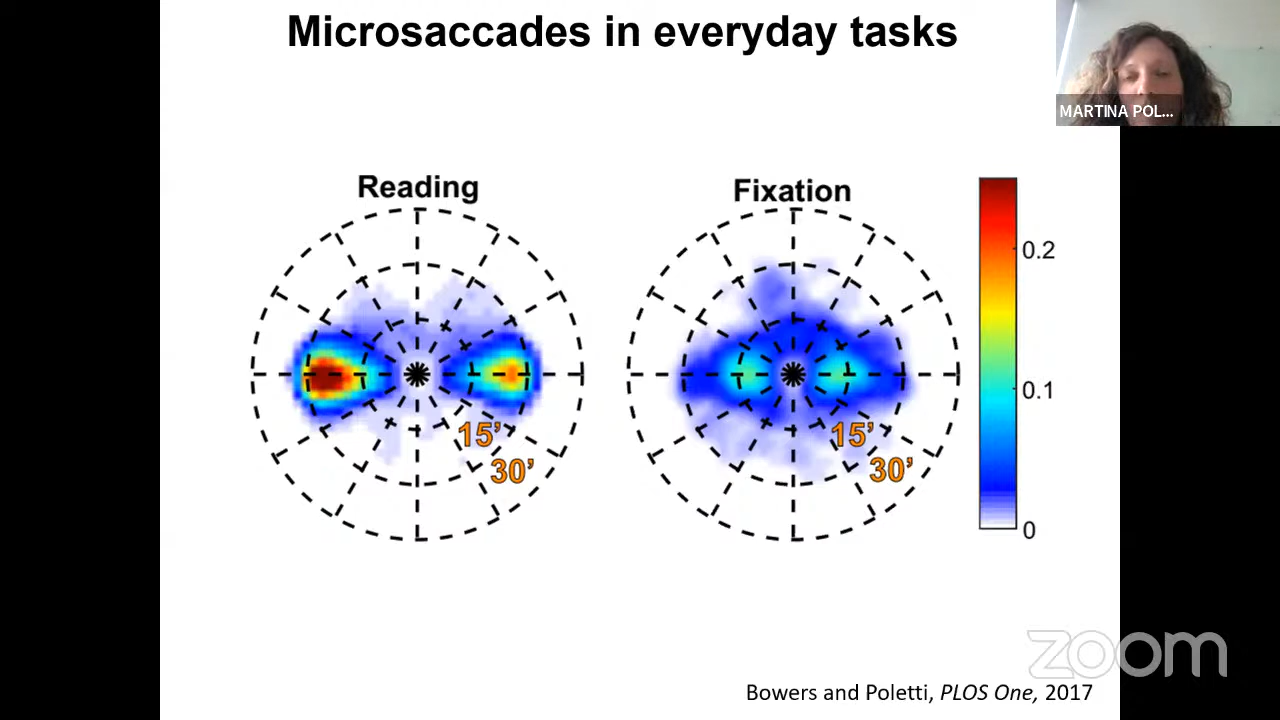 Microsaccades in everyday tasks
MARTINA POL...
Reading
Fixation
0.2
0.1
0
15’
30’
15’
30’
zoom
Bowers and Poletti, PLOS One, 2017